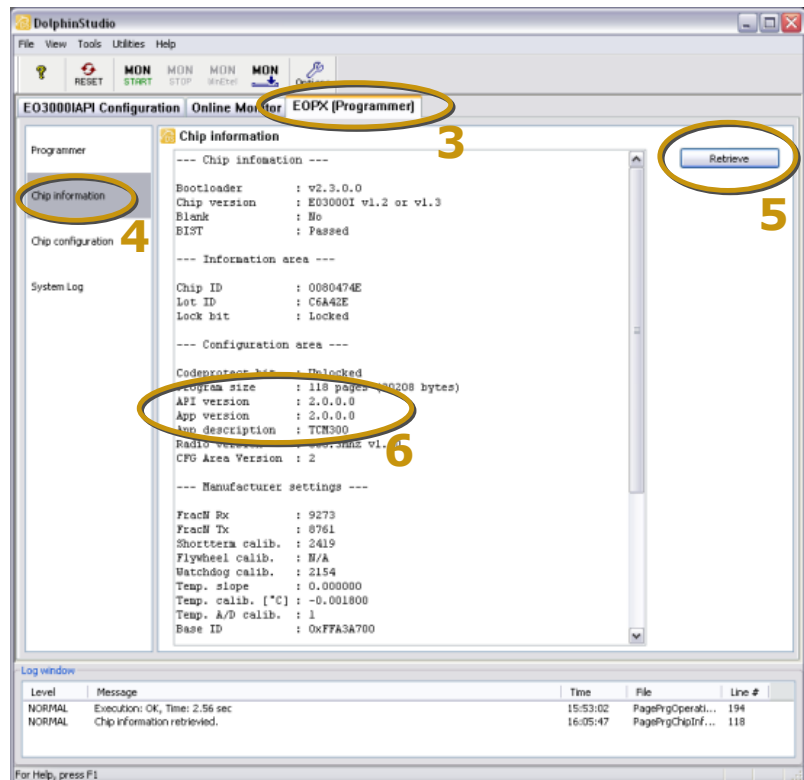 DolphinStudio
File View Tools Utilities Help
RESET
MON START
MON STOP
MON WinEtel
MON
EO3000IAPI Configuration Online Monitor EOPX (Programmer)
3
Programmer
Chip information
4
Chip configuration
System Log
Chip information
--- Chip infomation ---
Bootloader : v2.3.0.0
Chip version : EO3000I v1.2 or v1.3
Blank : No
BIST : Passed
--- Information area ---
Chip ID : 0080474E
Lot ID : C6A42E
Lock bit : Locked
--- Configuration area ---
Codeprotect bit : Unlocked
Program size : 118 pages (30208 bytes)
API version : 2.0.0.0
App version : 2.0.0.0
App description : TCM300
Radio version
CFG Area Version : 2
6
--- Manufacturer settings ---
FracN Rx : 9273
FracN Tx : 8761
Shortterm calib. : 2419
Flywheel calib. : N/A
Watchdog calib. : 2154
Temp. slope : 0.000000
Temp. calib. [°C] : -0.001800
Temp. A/D calib. : 1
Base ID : 0xFFA3A700
Retrieve
5
Log window
Level Message Time File Line #
NORMAL Execution: OK, Time: 2.56 sec 15:53:02 PagePrgOperati... 194
NORMAL Chip information retrievied. 16:05:47 PagePrgChipInf... 118
For Help, press F1